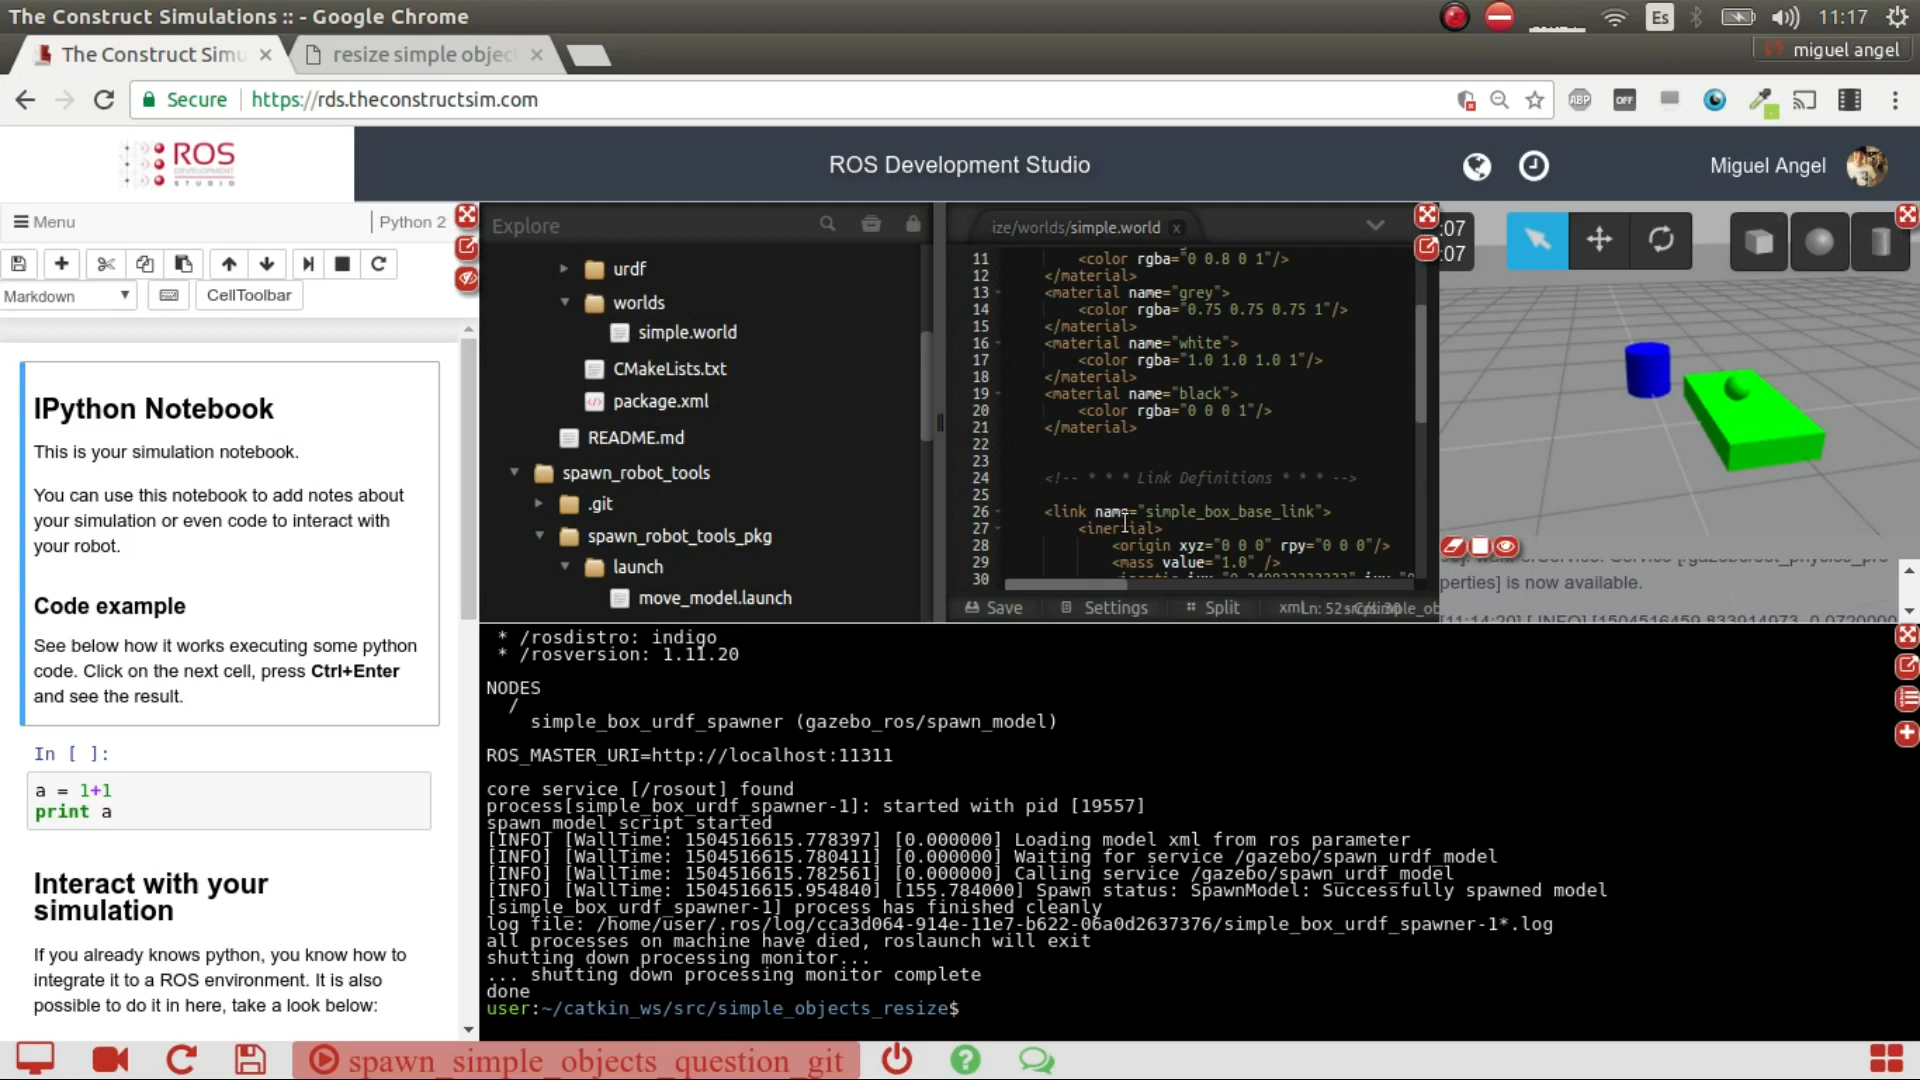 The Construct Simulations :: - Google Chrome
Es
11:17
The Construct Simu
resize simple objec
miguel angel
Secure
https://rds.theconstructsim.com
ABP
OFF
ROS
DEVELOPMENT
STUDIO
ROS Development Studio
Miguel Angel
Menu
Python 2
Markdown
CellToolbar
IPython Notebook
This is your simulation notebook.
You can use this notebook to add notes about
your simulation or even code to interact with
your robot.
Code example
See below how it works executing some python
code. Click on the next cell, press Ctrl+Enter
and see the result.
In [ ]:
a = 1+1
print a
Interact with your
simulation
If you already knows python, you know how to
integrate it to a ROS environment. It is also
possible to do it in here, take a look below:
Explore
urdf
worlds
simple.world
CMakeLists.txt
package.xml
README.md
spawn_robot_tools
.git
spawn_robot_tools_pkg
launch
move_model.launch
ize/worlds/simple.world
11 <color rgba="0 0.8 0 1"/>
12 </material>
13 <material name="grey">
14 <color rgba="0.75 0.75 0.75 1"/>
15 </material>
16 <material name="white">
17 <color rgba="1.0 1.0 1.0 1"/>
18 </material>
19 <material name="black">
20 <color rgba="0 0 0 1"/>
21 </material>
22
23
24 <!-- * * * Link Definitions * * * -->
25
26 <link name="simple_box_base_link">
27 <inertial>
28 <origin xyz="0 0 0" rpy="0 0 0"/>
29 <mass value="1.0" />
30
Save
Settings
Split
xml
:07
:07
perties] is now available.
* /rosdistro: indigo
* /rosversion: 1.11.20
NODES
/
simple_box_urdf_spawner (gazebo_ros/spawn_model)
ROS_MASTER_URI=http://localhost:11311
core service [/rosout] found
process[simple_box_urdf_spawner-1]: started with pid [19557]
spawn_model script started
[INFO] [WallTime: 1504516615.778397] [0.000000] Loading model xml from ros parameter
[INFO] [WallTime: 1504516615.780411] [0.000000] Waiting for service /gazebo/spawn_urdf_model
[INFO] [WallTime: 1504516615.782561] [0.000000] Calling service /gazebo/spawn_urdf_model
[INFO] [WallTime: 1504516615.954840] [155.784000] Spawn status: SpawnModel: Successfully spawned model
[simple_box_urdf_spawner-1] process has finished cleanly
log file: /home/user/.ros/log/cca3d064-914e-11e7-b622-06a0d2637376/simple_box_urdf_spawner-1*.log
all processes on machine have died, roslaunch will exit
shutting down processing monitor...
... shutting down processing monitor complete
done
user:~/catkin_ws/src/simple_objects_resize$
spawn_simple_objects_question_git